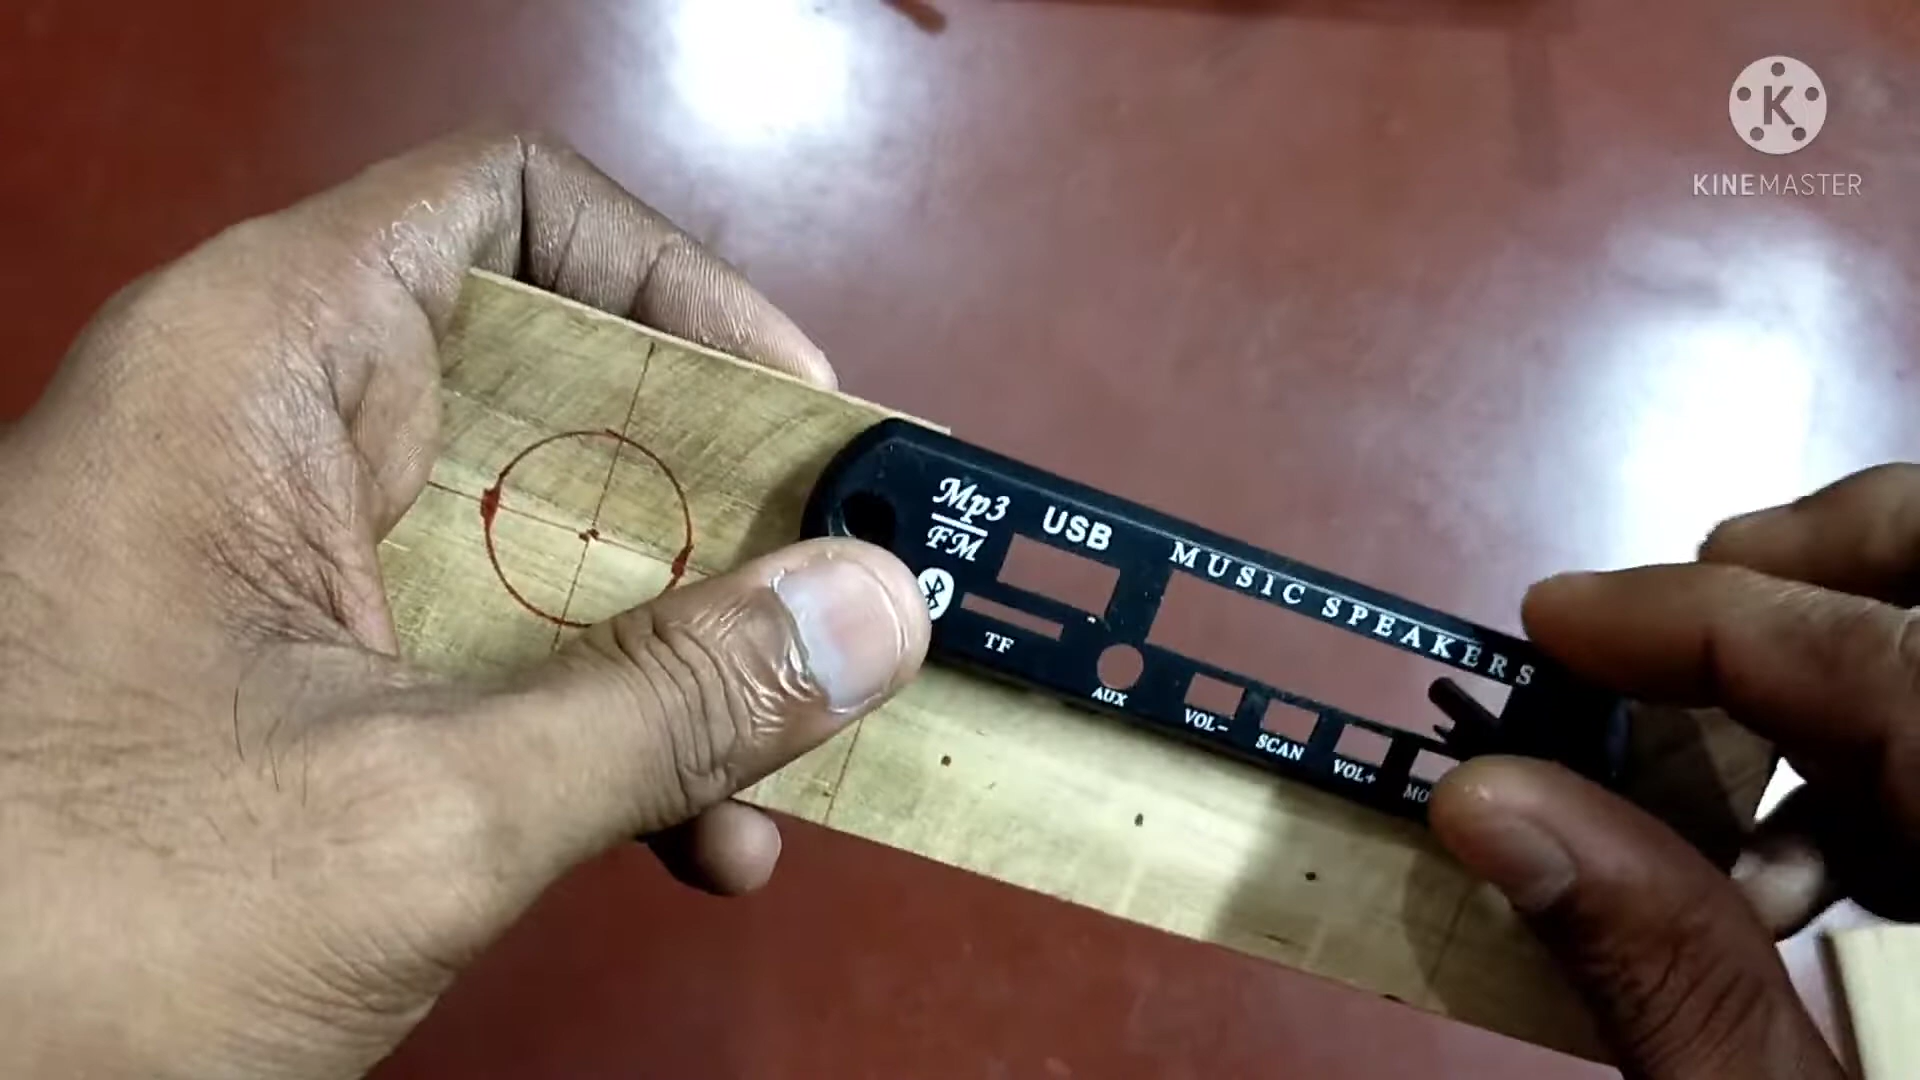 K
KINEMASTER
Mp3
FM
USB
MUSIC SPEAKERS
TF
AUX
VOL-
SCAN
VOL+